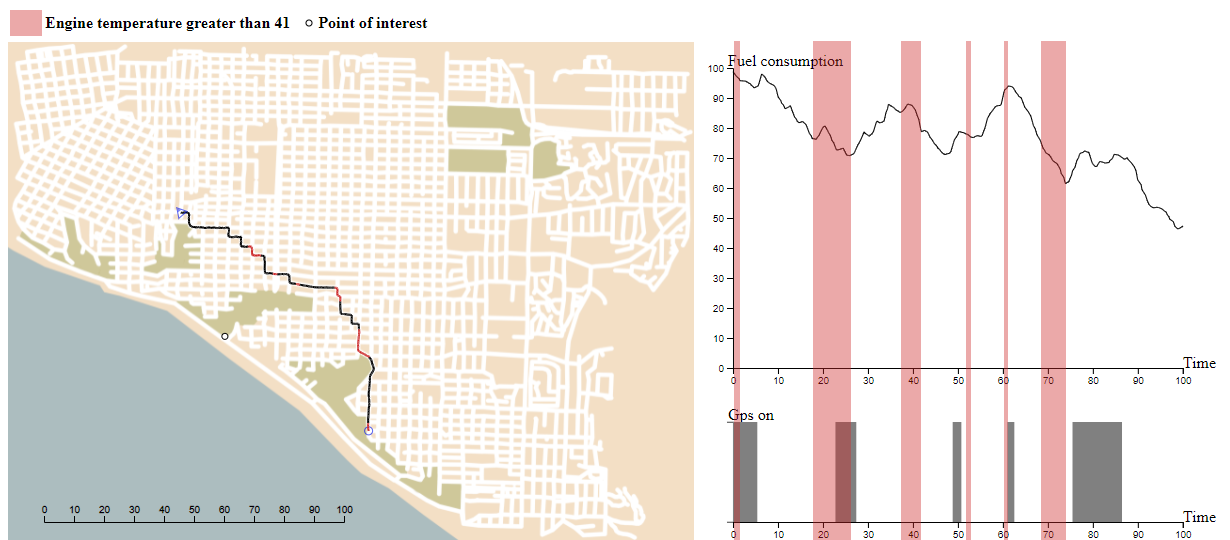 Engine temperature greater than 41 Point of interest
Fuel consumption
100
90
80
70
60
50
40
30
20
10
0
0 10 20 30 40 50 60 70 80 90 100
Time
Gps on
0 10 20 30 40 50 60 70 80 90 100
Time
0 10 20 30 40 50 60 70 80 90 100